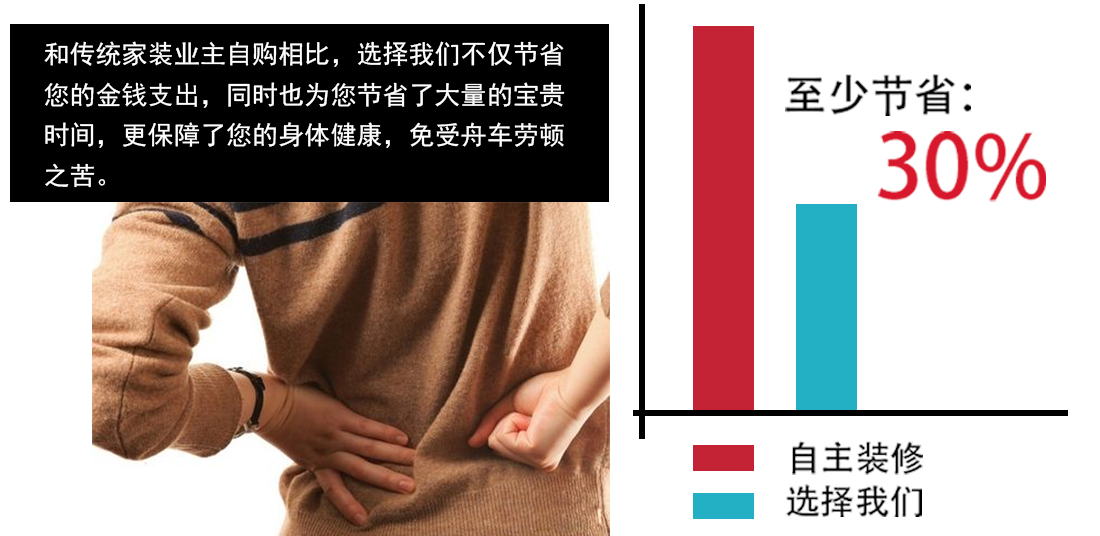 和传统家装业主自购相比，选择我们不仅节省
您的金钱支出，同时也为您节省了大量的宝贵
时间，更保障了您的身体健康，免受舟车劳顿
之苦。
至少节省：
30%
自主装修
选择我们